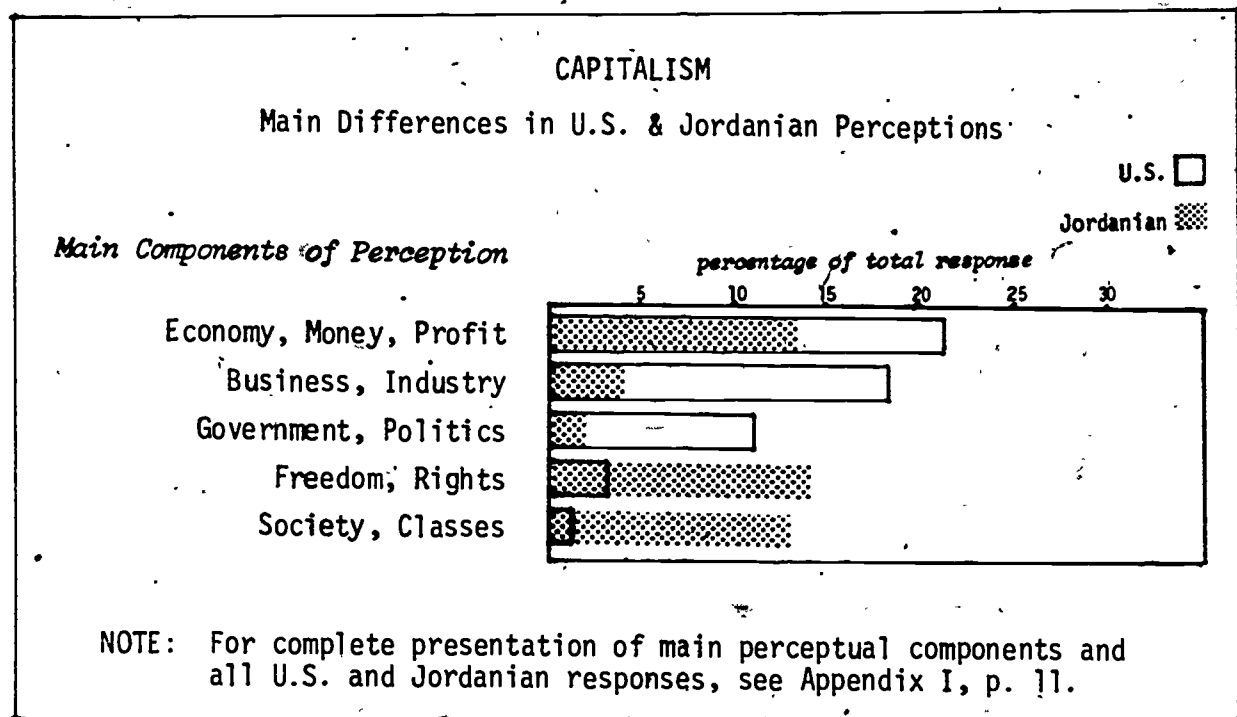 CAPITALISM
Main Differences in U.S. & Jordanian Perceptions
U.S.
Jordanian
Main Components of Perception
percentage of total response
5 10 15 20 25 30
Economy, Money, Profit
Business, Industry
Government, Politics
Freedom, Rights
Society, Classes
NOTE: For complete presentation of main perceptual components and
all U.S. and Jordanian responses, see Appendix I, p. 11.